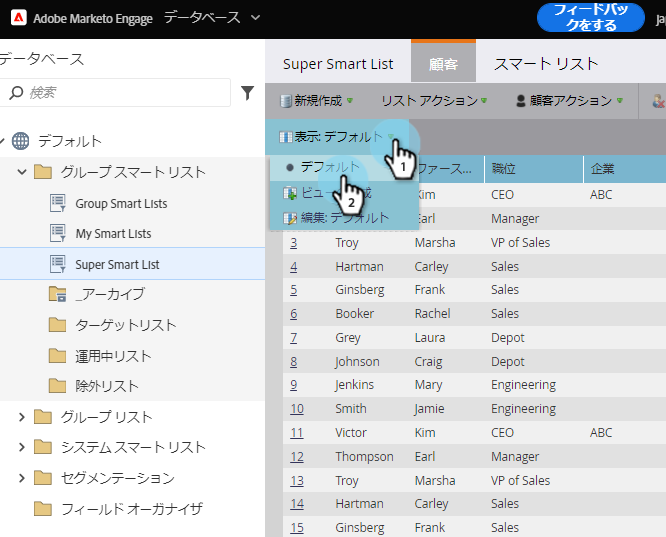 Adobe Marketo Engage データベース
フィードバッ
クをする
データベース
検索
デフォルト
グループ スマート リスト
Group Smart Lists
My Smart Lists
Super Smart List
_アーカイブ
ターゲットリスト
運用中リスト
除外リスト
グループ リスト
システム スマート リスト
セグメンテーション
フィールド オーガナイザ
Super Smart List 顧客 スマート リスト
新規作成 リスト アクション 顧客アクション
表示: デフォルト
1
デフォルト
2
編集: デフォルト
ファース... 職位 企業
Kim CEO ABC
Earl Manager
3 Troy Marsha VP of Sales
4 Hartman Carley Sales
5 Ginsberg Frank Sales
6 Booker Rachel Sales
7 Grey Laura Depot
8 Johnson Craig Depot
9 Jenkins Mary Engineering
10 Smith Jamie Engineering
11 Victor Kim CEO ABC
12 Thompson Earl Manager
13 Troy Marsha VP of Sales
14 Hartman Carley Sales
15 Ginsberg Frank Sales